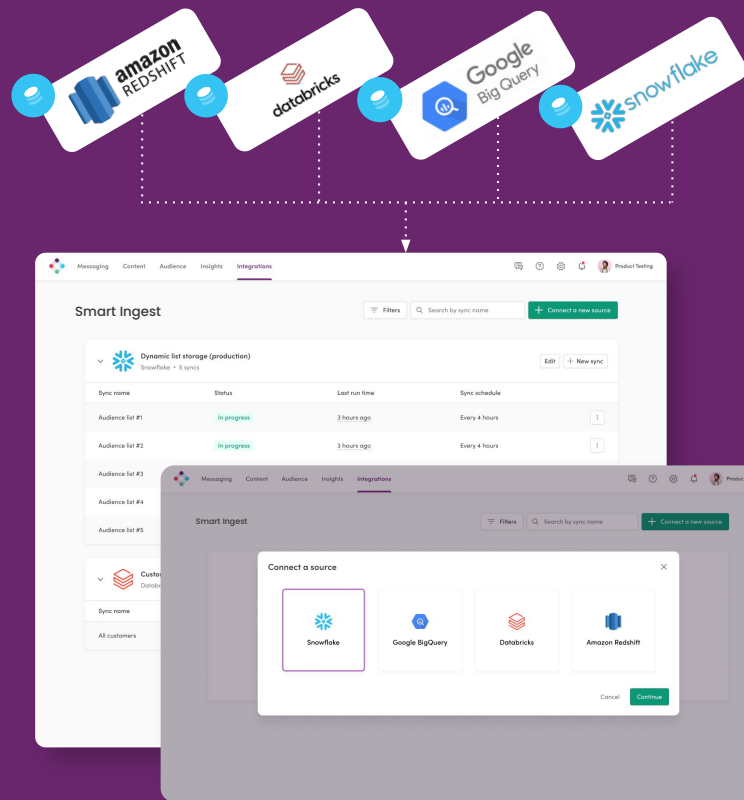 amazon
REDSHIFT
databricks
Google
Big Query
snowflake
Messaging Content Audience Insights Integrations Product Testing
Smart Ingest
Filters Search by sync name + Connect a new source
Dynamic list storage (production)
Snowflake • 5 syncs
Edit + New sync
Sync name Status Last run time Sync schedule
Audience list #1 In progress 3 hours ago Every 4 hours
Audience list #2 In progress 3 hours ago Every 4 hours
Audience list #3
Audience list #4
Audience list #5
Sync name
All customers
Messaging Content Audience Insights Integrations
Smart Ingest
Filters Search by sync name + Connect a new source
Connect a source
Snowflake Google BigQuery Databricks Amazon Redshift
Cancel Continue